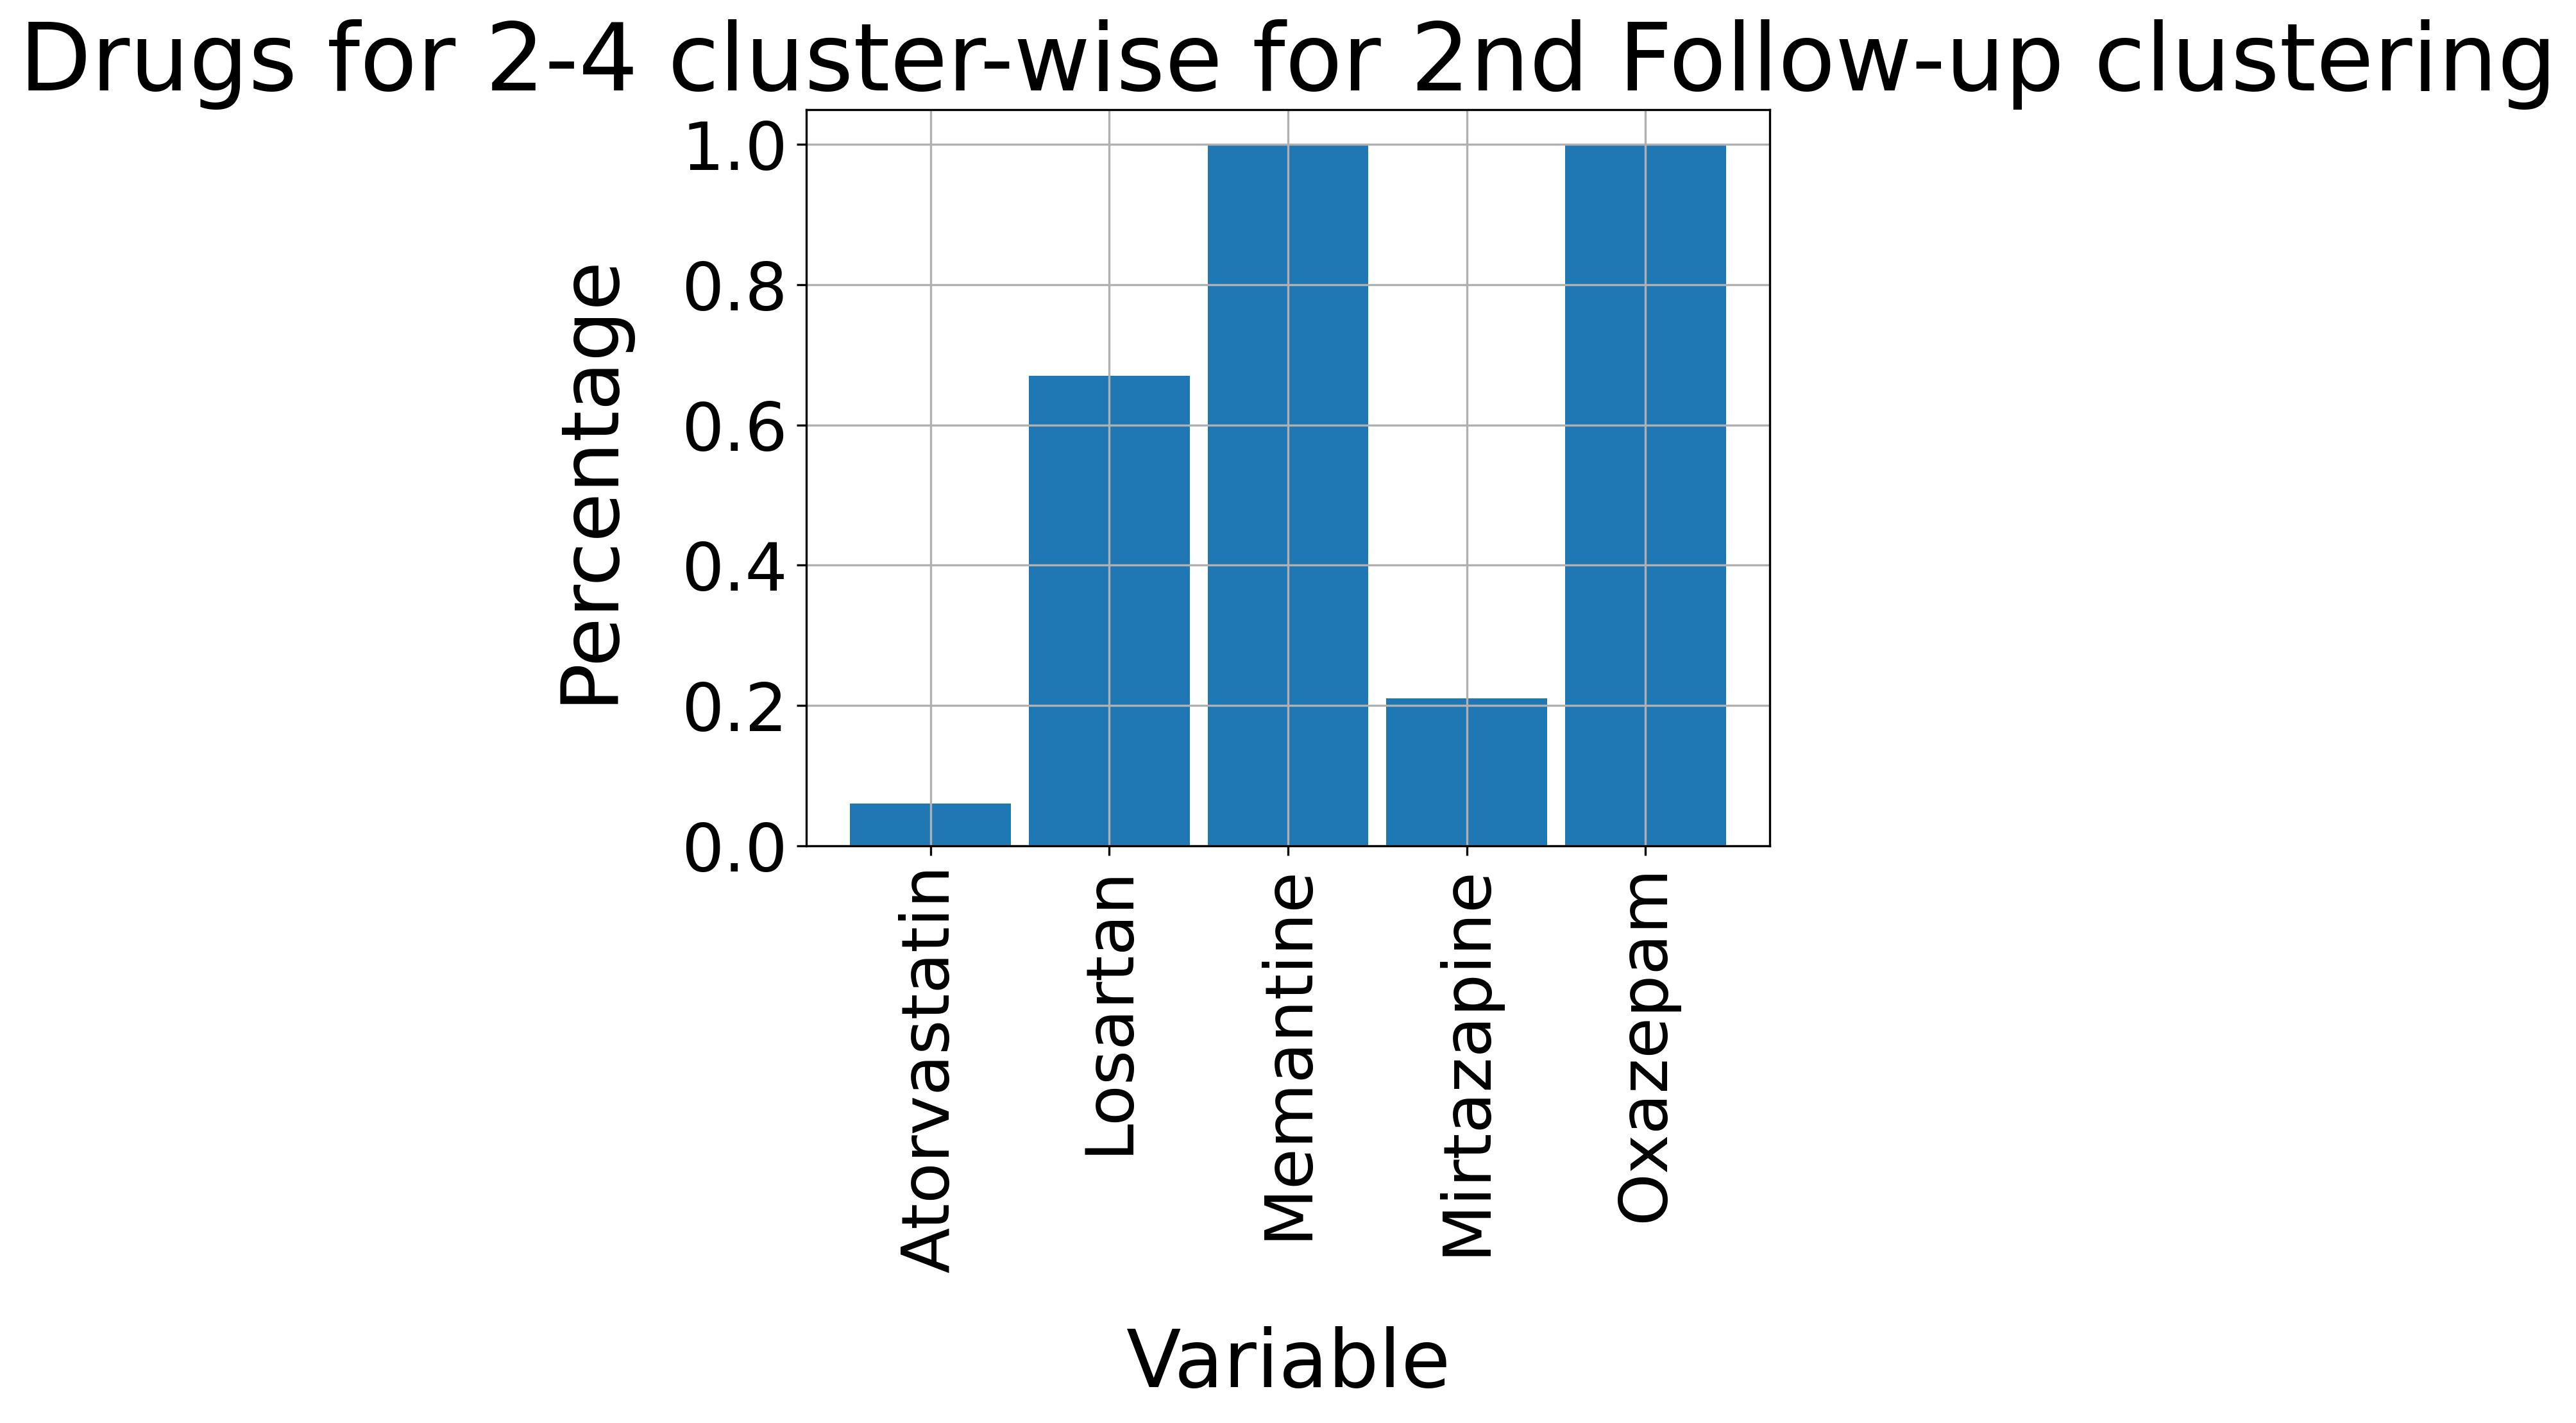 Drugs for 2-4 cluster-wise for 2nd Follow-up clustering
Percentage
1.0
0.8
0.6
0.4
0.2
0.0
Atorvastatin
Losartan
Memantine
Mirtazapine
Oxazepam
Variable